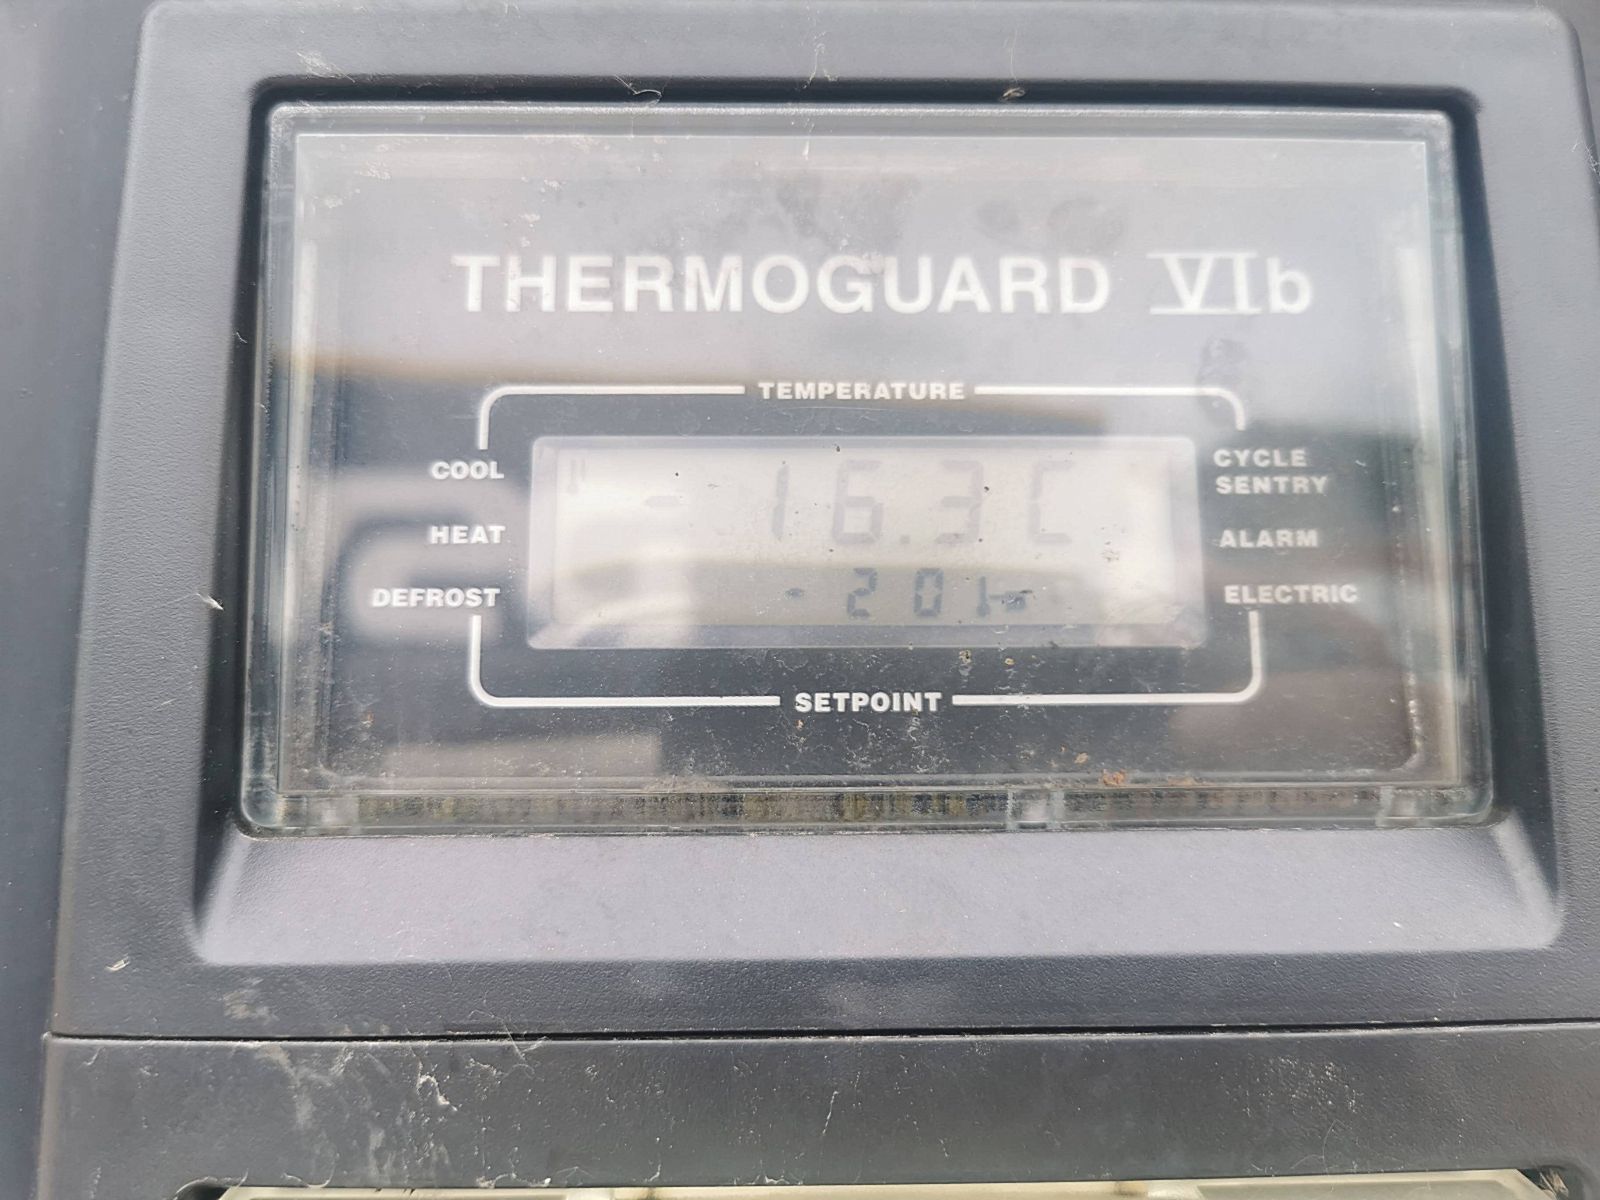 THERMOGUARD VIb
TEMPERATURE
COOL
HEAT
DEFROST
-16.3C
-20
CYCLE
SENTRY
ALARM
ELECTRIC
SETPOINT